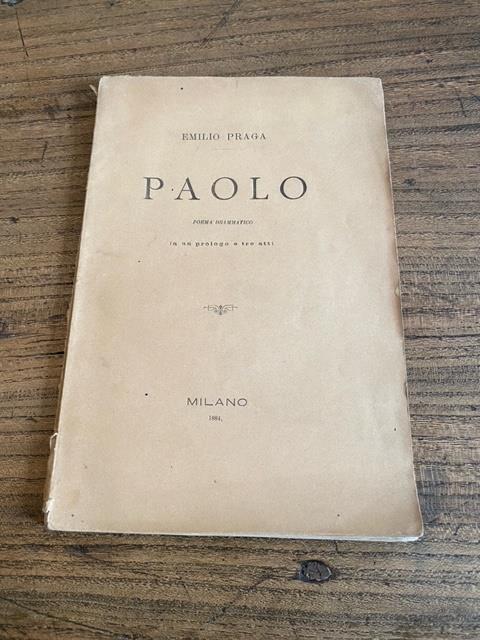 EMILIO PRAGA
PAOLO
POEMA DRAMMATICO
in un prologo e tre atti
MILANO
1884.